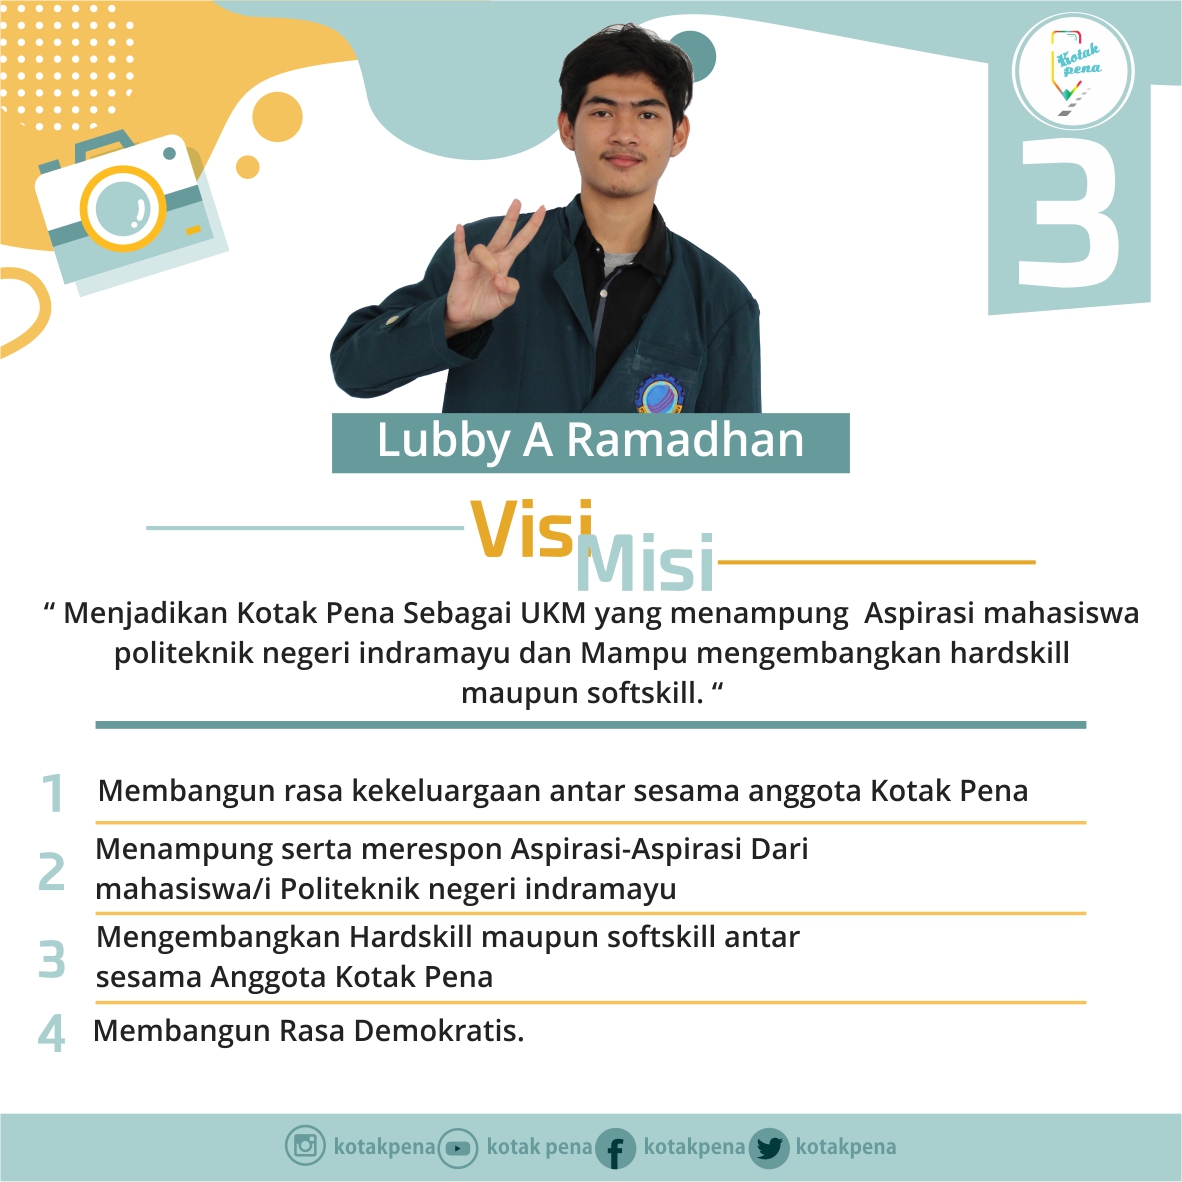 Kotak
pena
3
Lubby A Ramadhan
Visi
Misi
“ Menjadikan Kotak Pena Sebagai UKM yang menampung  Aspirasi mahasiswa
politeknik negeri indramayu dan Mampu mengembangkan hardskill
maupun softskill. “
1 Membangun rasa kekeluargaan antar sesama anggota Kotak Pena
2 Menampung serta merespon Aspirasi-Aspirasi Dari
mahasiswa/i Politeknik negeri indramayu
3 Mengembangkan Hardskill maupun softskill antar
sesama Anggota Kotak Pena
4 Membangun Rasa Demokratis.
kotakpena kotak pena kotakpena kotakpena